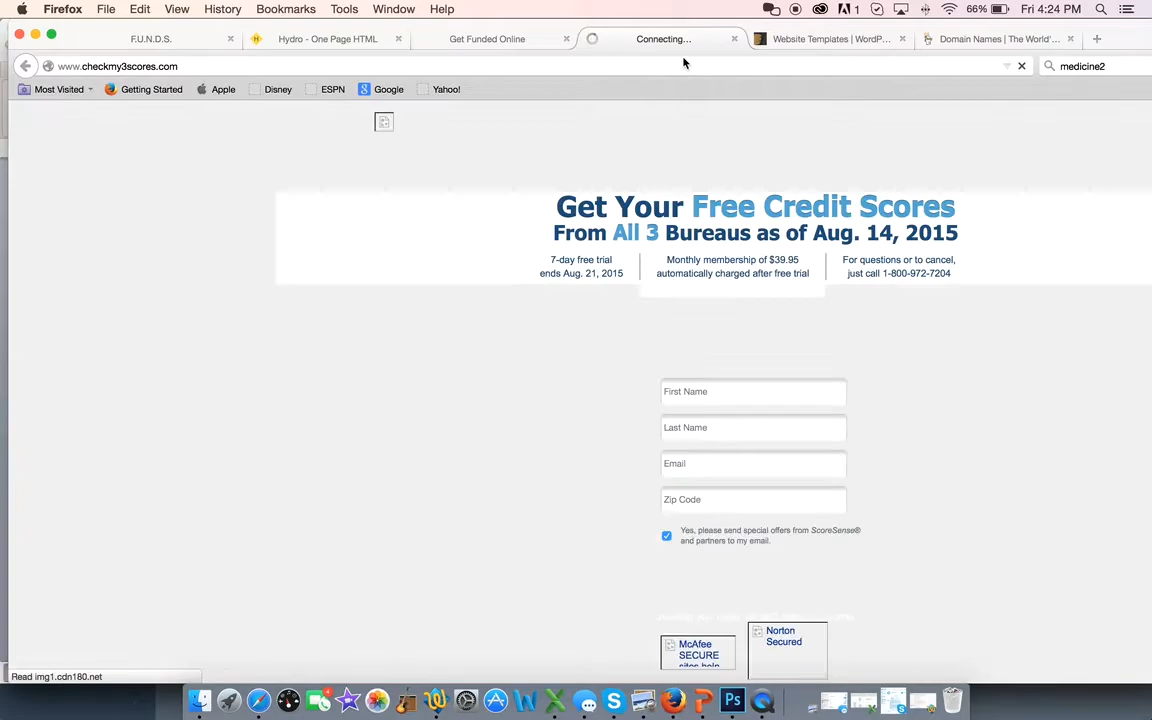 Firefox File Edit View History Bookmarks Tools Window Help 1 66% Fri 4:24 PM
F.U.N.D.S. Hydro - One Page HTML Get Funded Online Connecting... Website Templates | WordP... Domain Names | The World'...
www.checkmy3scores.com medicine2
Most Visited Getting Started Apple Disney ESPN Google Yahoo!
Get Your Free Credit Scores
From All 3 Bureaus as of Aug. 14, 2015
7-day free trial
ends Aug. 21, 2015
Monthly membership of $39.95
automatically charged after free trial
For questions or to cancel,
just call 1-800-972-7204
First Name
Last Name
Email
Zip Code
Yes, please send special offers from ScoreSense®
and partners to my email.
McAfee
SECURE
sites help
Norton
Secured
Read img1.cdn180.net